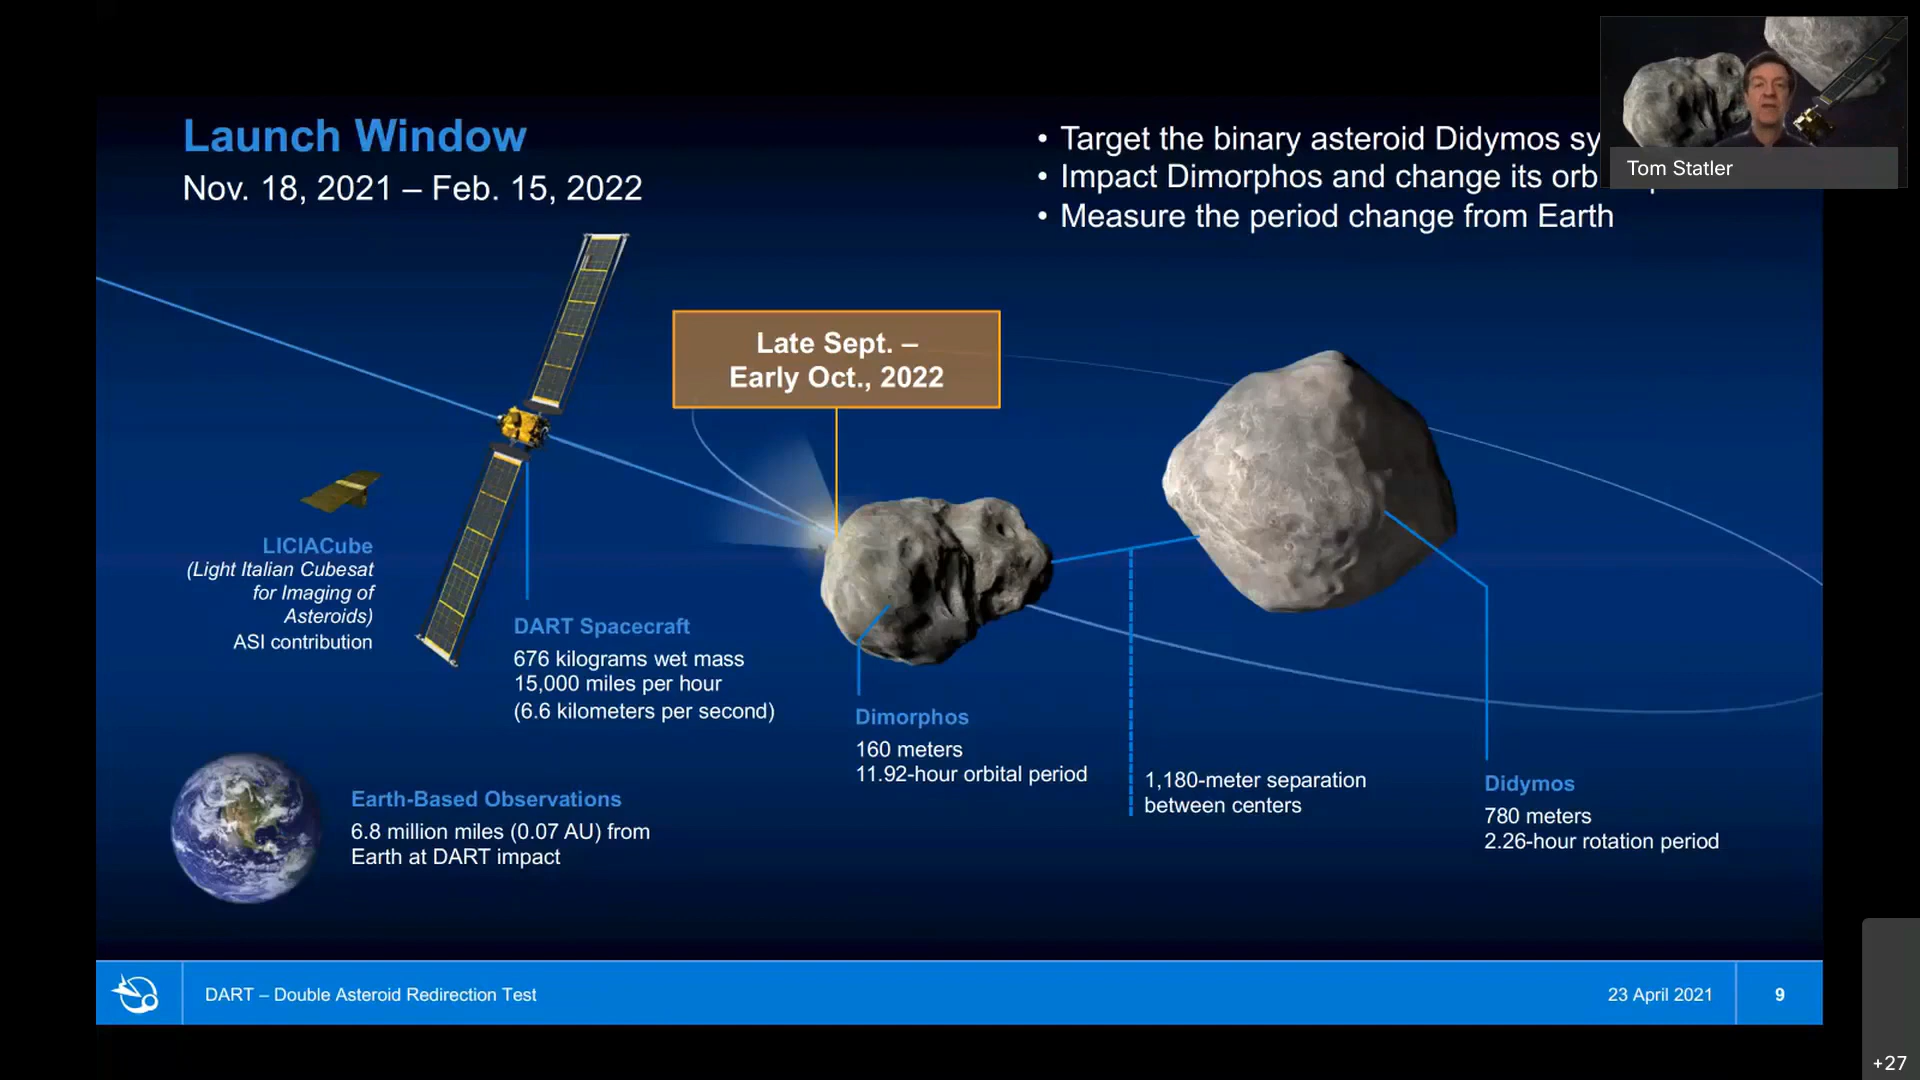 Launch Window
Nov. 18, 2021 – Feb. 15, 2022
• Target the binary asteroid Didymos
• Impact Dimorphos and change its
• Measure the period change from Earth
Tom Statler
Late Sept. –
Early Oct., 2022
LICIACube
(Light Italian Cubesat
for Imaging of
Asteroids)
ASI contribution
DART Spacecraft
676 kilograms wet mass
15,000 miles per hour
(6.6 kilometers per second)
Dimorphos
160 meters
11.92-hour orbital period
1,180-meter separation
between centers
Didymos
780 meters
2.26-hour rotation period
Earth-Based Observations
6.8 million miles (0.07 AU) from
Earth at DART impact
DART – Double Asteroid Redirection Test
23 April 2021
9
+27